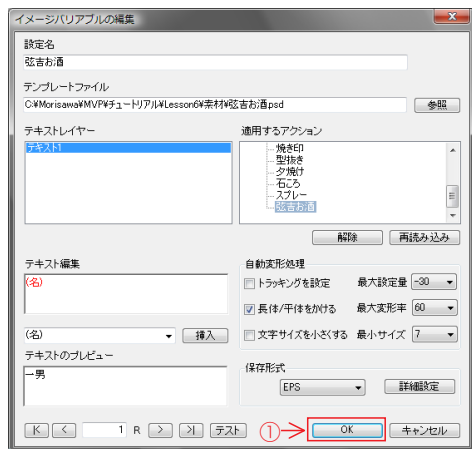 イメージバリアブルの編集
設定名
弦吉お酒
テンプレートファイル
C:¥Morisawa¥MVP¥チュートリアル¥Lesson6¥素材¥弦吉お酒.psd
参照
テキストレイヤー
テキスト1
適用するアクション
焼き印
型抜き
夕焼け
石ころ
スプレー
弦吉お酒
解除
再読み込み
テキスト編集
(名)
(名)
挿入
テキストのプレビュー
一男
自動変形処理
トラッキングを設定 最大設定量 -30
長体/平体をかける 最大変形率 60
文字サイズを小さくする 最小サイズ 7
保存形式
EPS
詳細設定
1 R
テスト
①
OK
キャンセル